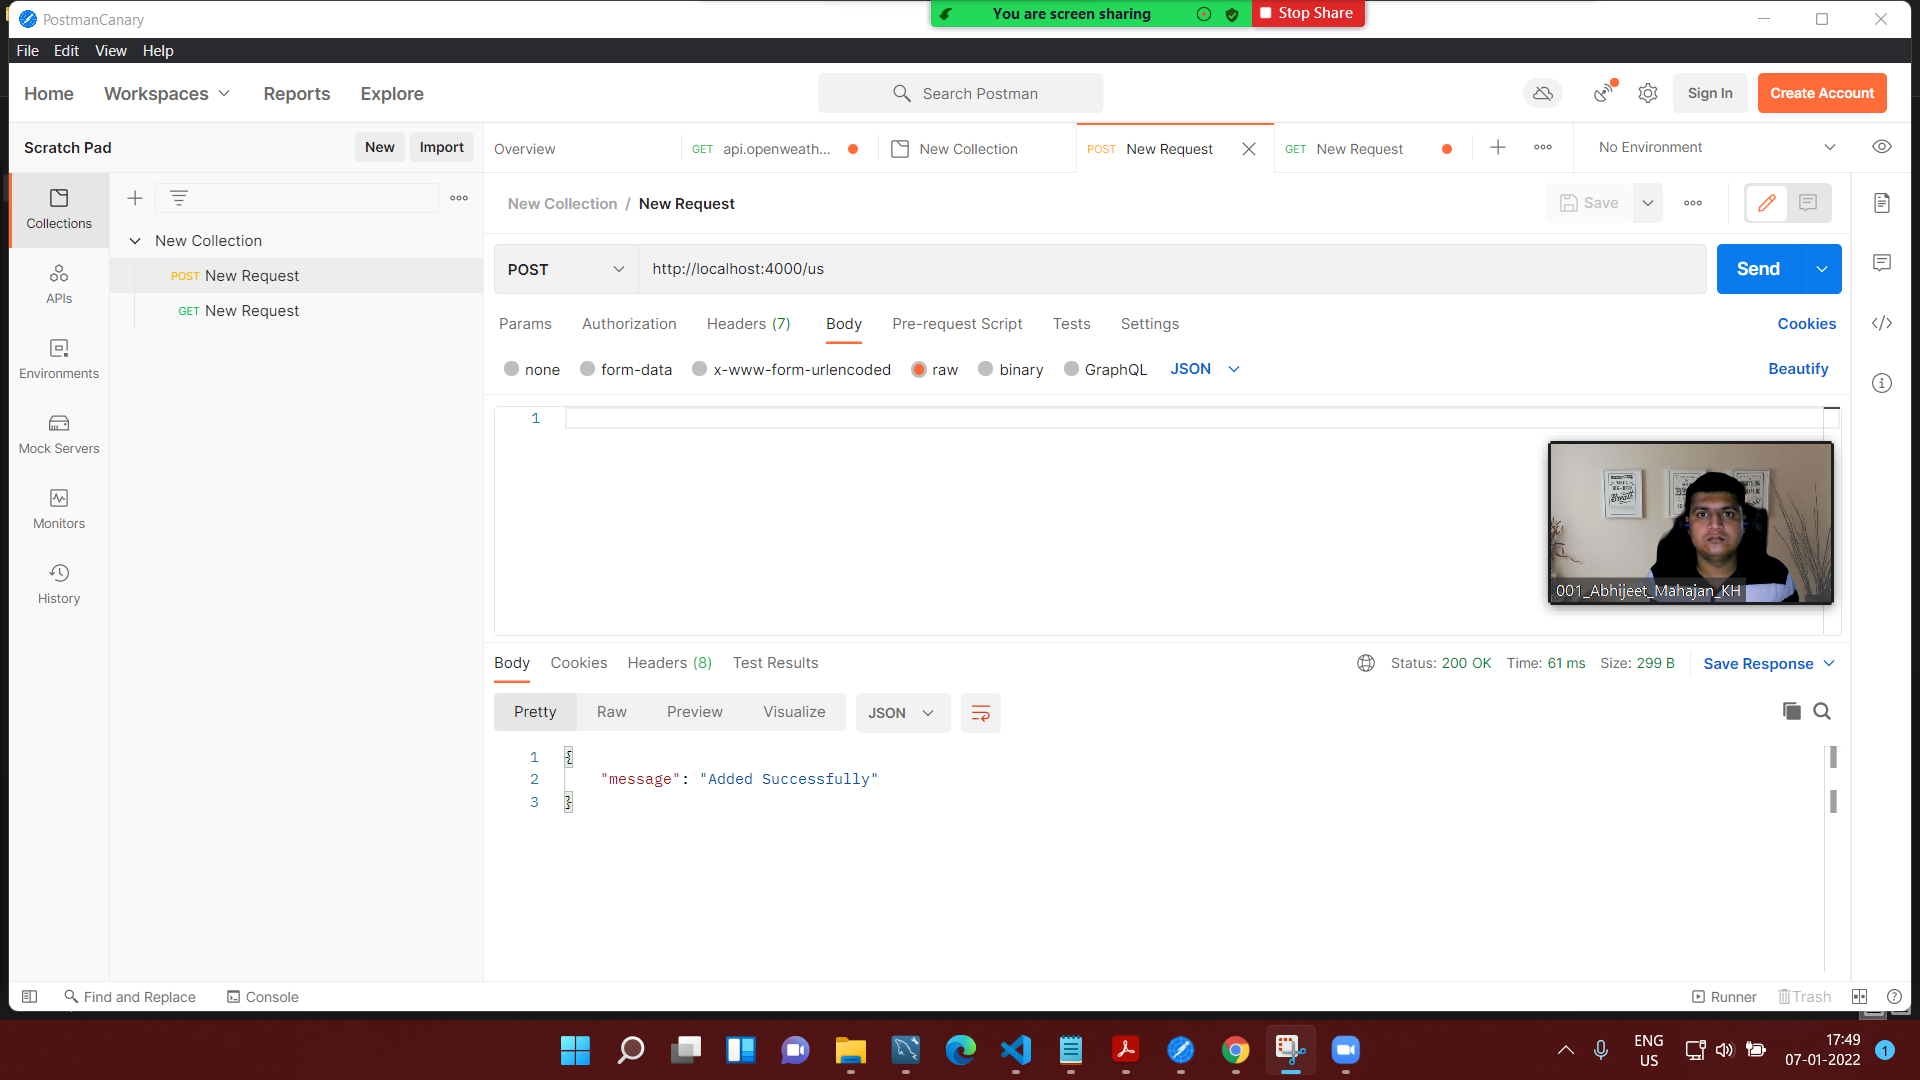 PostmanCanary
You are screen sharing
Stop Share
File Edit View Help
Home Workspaces Reports Explore
Search Postman
Sign In
Create Account
Scratch Pad
New
Import
Overview
GET api.openweath...
New Collection
POST New Request
GET New Request
No Environment
Collections
APIs
Environments
Mock Servers
Monitors
History
New Collection
POST New Request
GET New Request
New Collection / New Request
Save
POST
http://localhost:4000/us
Send
Params Authorization Headers (7) Body Pre-request Script Tests Settings
Cookies
none form-data x-www-form-urlencoded raw binary GraphQL JSON
Beautify
1
001_Abhijeet_Mahajan_KH
Body Cookies Headers (8) Test Results
Status: 200 OK Time: 61 ms Size: 299 B
Save Response
Pretty Raw Preview Visualize
JSON
1 {
2 "message": "Added Successfully"
3 }
Find and Replace
Console
Runner
Trash
ENG
US
17:49
07-01-2022
1